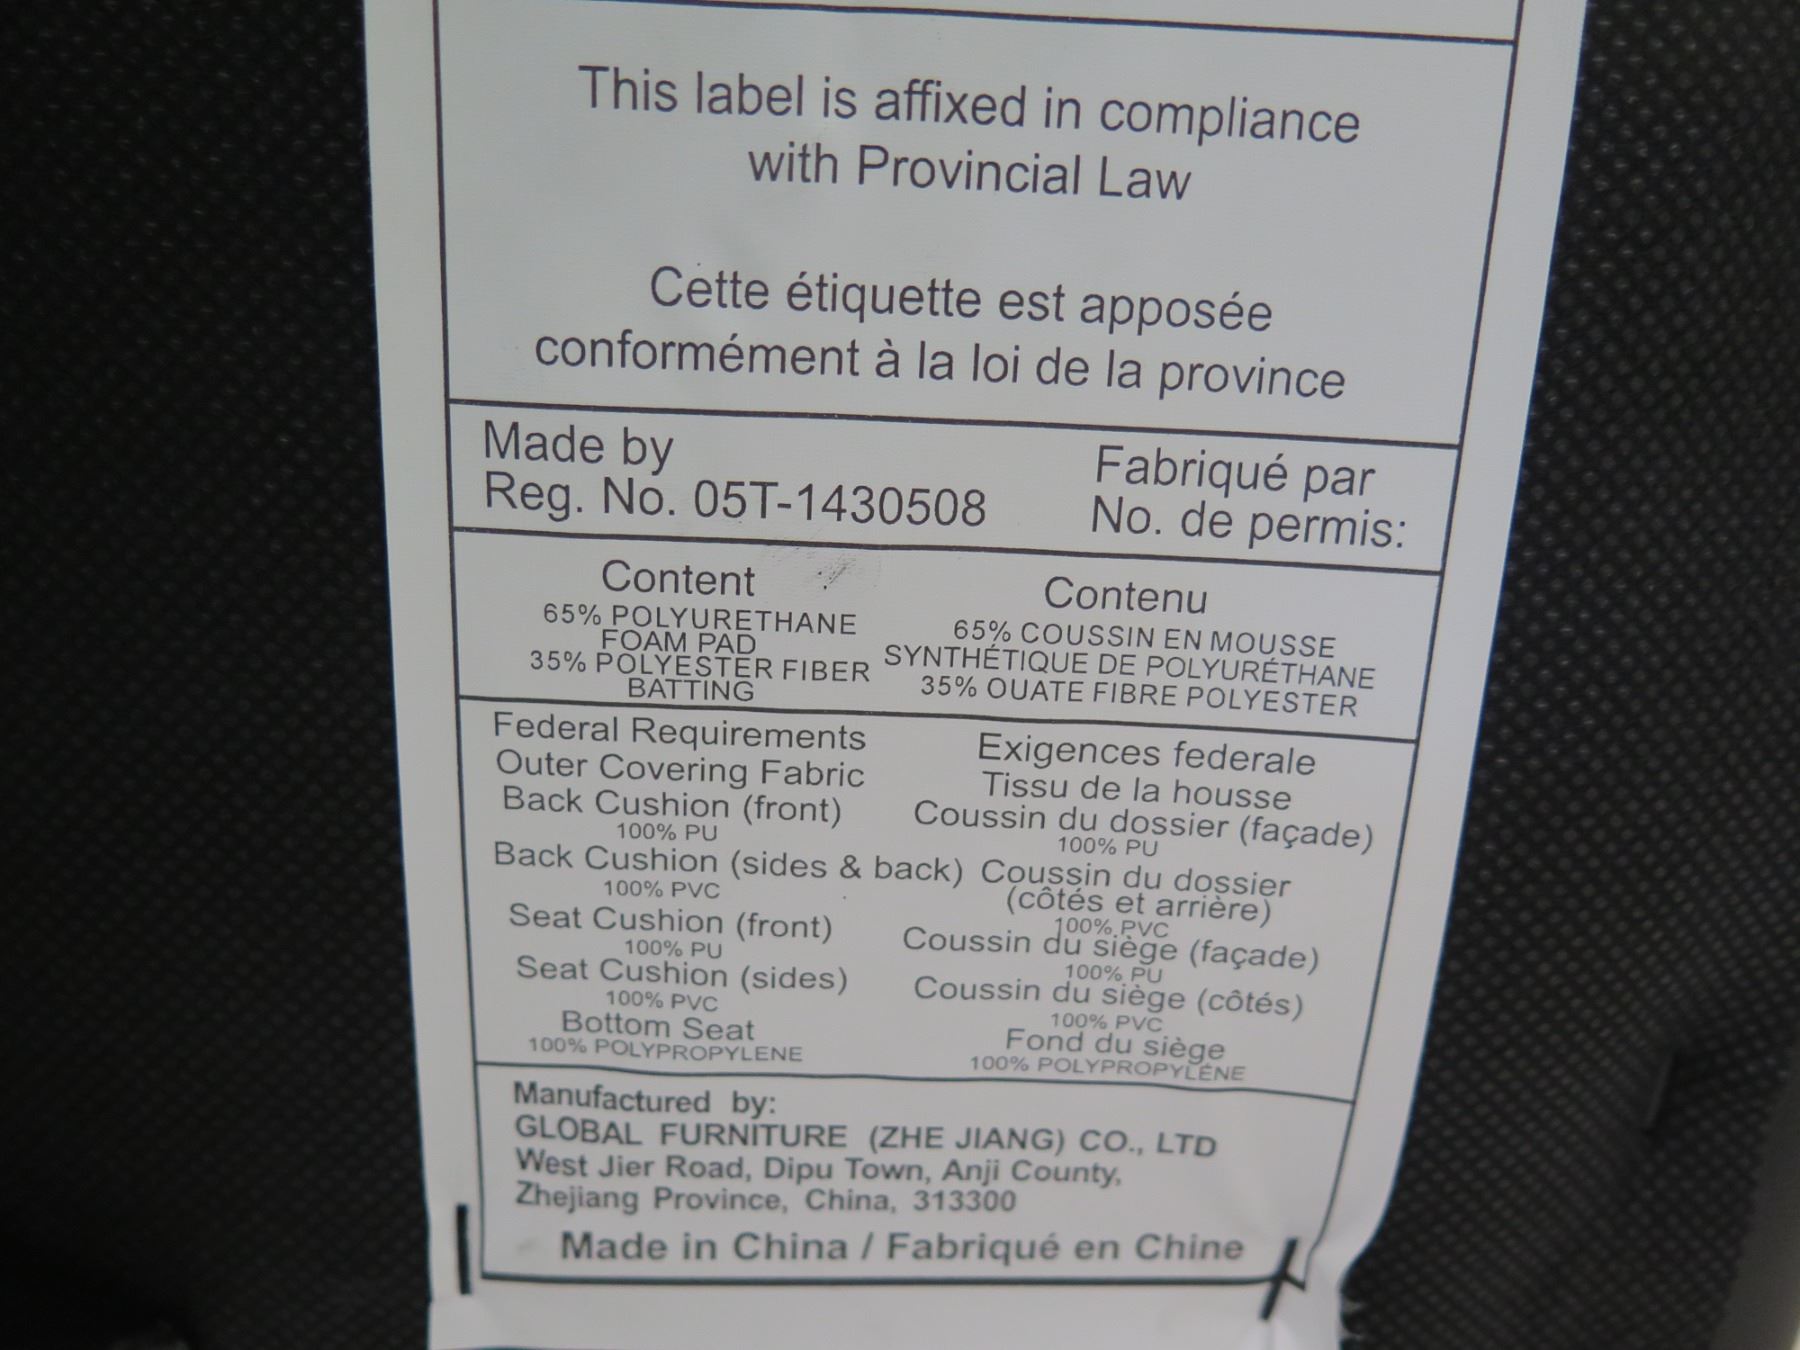 This label is affixed in compliance
with Provincial Law
Cette étiquette est apposée
conformément à la loi de la province
Made by
Reg. No. 05T-1430508
Fabriqué par
No. de permis:
Content
65% POLYURETHANE
FOAM PAD
35% POLYESTER FIBER
BATTING
Contenu
65% COUSSIN EN MOUSSE
SYNTHÉTIQUE DE POLYURÉTHANE
35% OUATE FIBRE POLYESTER
Federal Requirements
Outer Covering Fabric
Back Cushion (front)
100% PU
Back Cushion (sides & back)
100% PVC
Seat Cushion (front)
100% PU
Seat Cushion (sides)
100% PVC
Bottom Seat
100% POLYPROPYLENE
Exigences federale
Tissu de la housse
Coussin du dossier (façade)
100% PU
Coussin du dossier
(côtés et arrière)
100% PVC
Coussin du siège (façade)
100% PU
Coussin du siège (côtés)
100% PVC
Fond du siège
100% POLYPROPYLÉNE
Manufactured by:
GLOBAL FURNITURE (ZHE JIANG) CO., LTD
West Jier Road, Dipu Town, Anji County,
Zhejiang Province, China, 313300
Made in China / Fabriqué en Chine